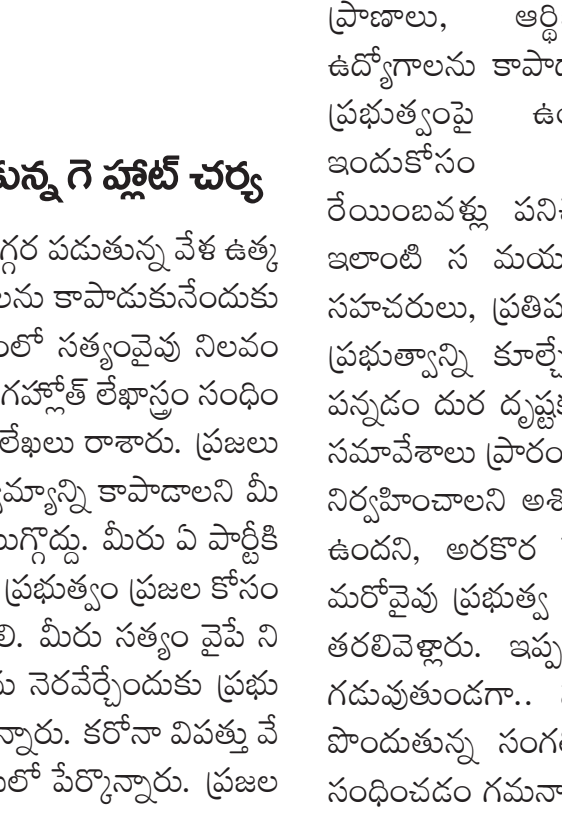 కున్న గె హ్లాట్ చర్య
గ్గర పడుతున్న వేళ ఉత్క
లను కాపాడుకునేందుకు
ంలో సత్యంవైవు నిలవం
గహ్లోత్ లేఖాస్త్రం సంధిం
లేఖలు రాశారు. ప్రజలు
మ్యాన్ని కాపాడాలని మీ
ుగ్గొద్దు. మీరు ఏ పార్టీకి
ప్రభుత్వం ప్రజల కోసం
లి. మీరు సత్యం వైపే ని
ు నెరవేర్చేందుకు ప్రభు
న్నారు. కరోనా విపత్తు వే
లో పేర్కొన్నారు. ప్రజల
ప్రాణాలు, ఆర్థి
ఉద్యోగాలను కాపాడ
ప్రభుత్వంపై ఉం
ఇందుకోసం
రేయింబవళ్లు పని
ఇలాంటి స మయ
సహచరులు, ప్రతిప
ప్రభుత్వాన్ని కూల్చే
పన్నడం దుర దృష్టక
సమావేశాలు ప్రారం
నిర్వహించాలని అశ
ఉందని, అరకొర
మరోవైవు ప్రభుత్వ
తరలివెళ్లారు. ఇప్ప
గడువుతుండగా..
పొందుతున్న సంగ
సంధించడం గమనా